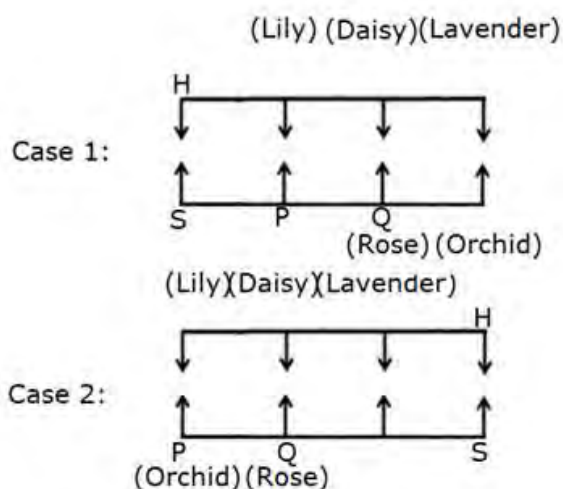 (Lily) (Daisy)(Lavender)
H
Case 1:
S P Q
(Rose) (Orchid)
(Lily)(Daisy)(Lavender)
H
Case 2:
P Q S
(Orchid) (Rose)